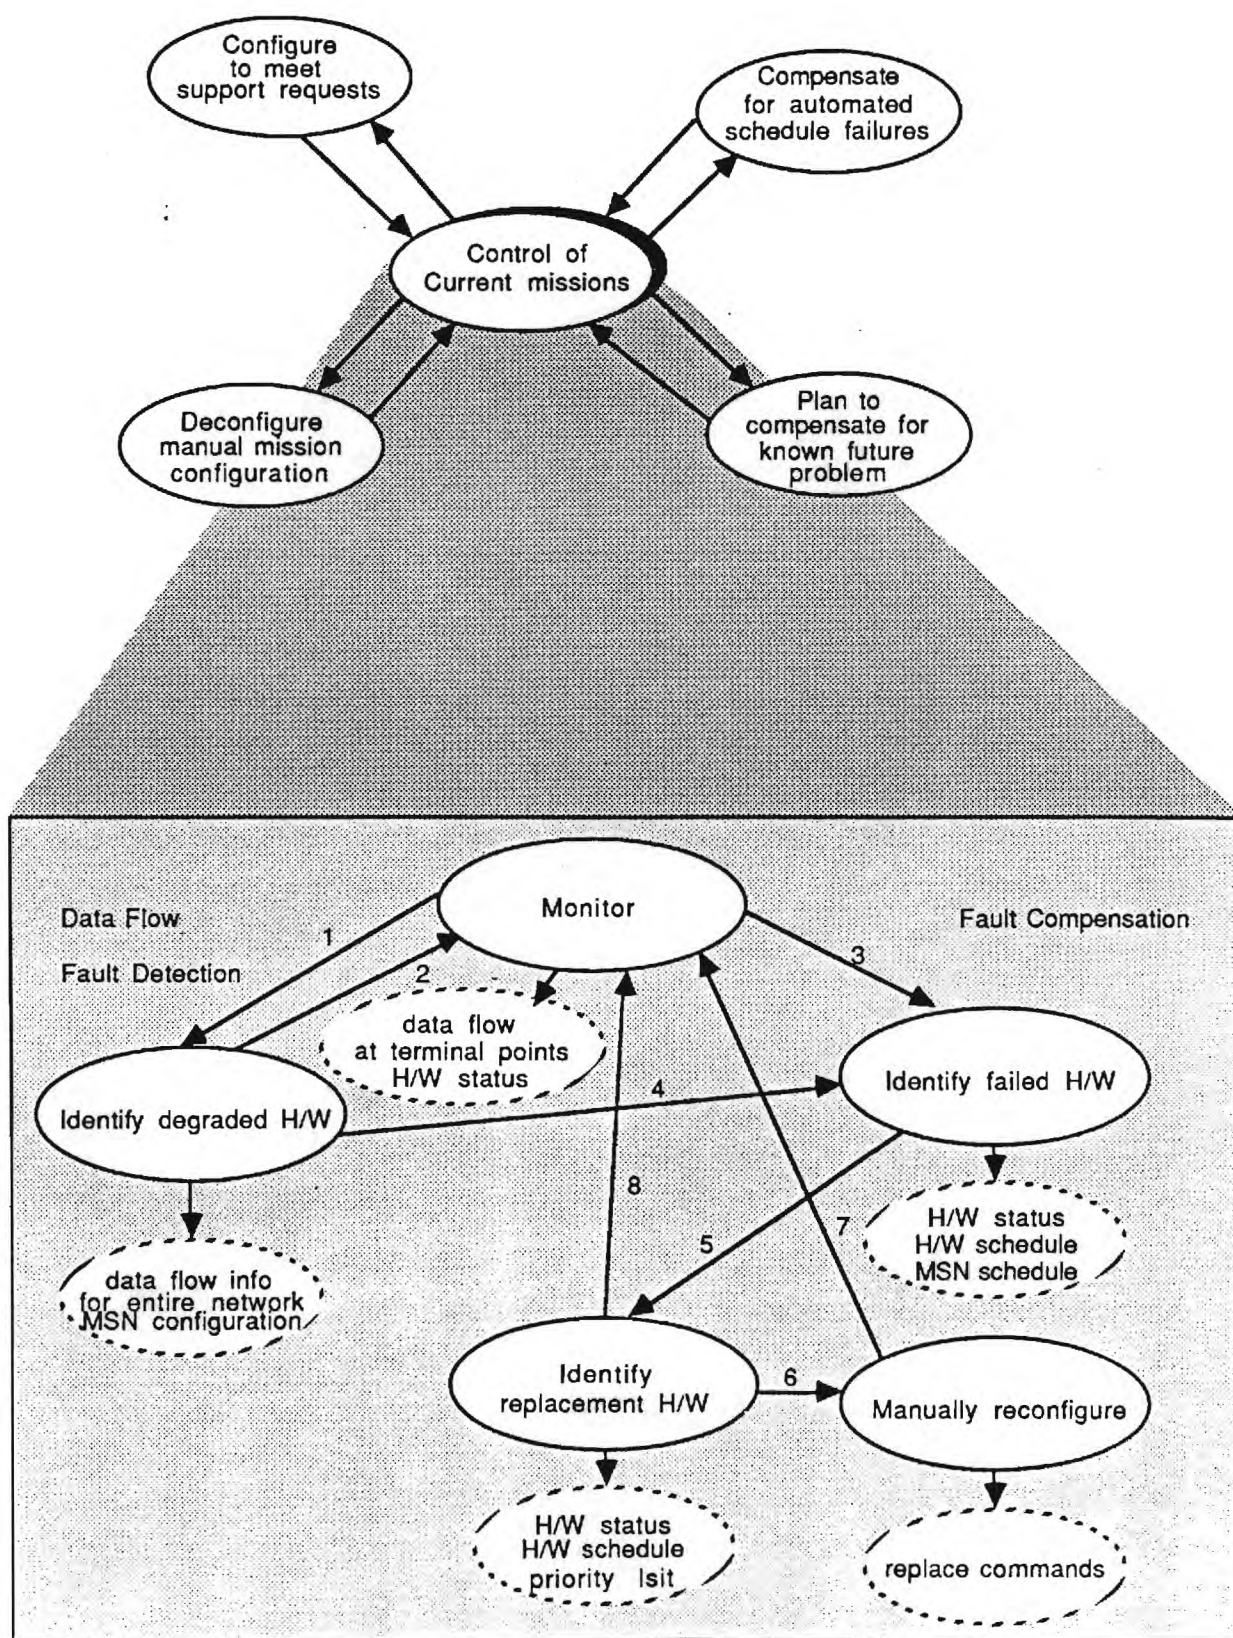 Configure
to meet
support requests
Compensate
for automated
schedule failures
Control of
Current missions
Deconfigure
manual mission
configuration
Plan to
compensate for
known future
problem
Data Flow
Fault Detection
Monitor
Fault Compensation
1
2
3
data flow
at terminal points
H/W status
Identify degraded H/W
4
Identify failed H/W
data flow info
for entire network
MSN configuration
8
5
7
H/W status
H/W schedule
MSN schedule
Identify
replacement H/W
6
Manually reconfigure
H/W status
H/W schedule
priority lsit
replace commands